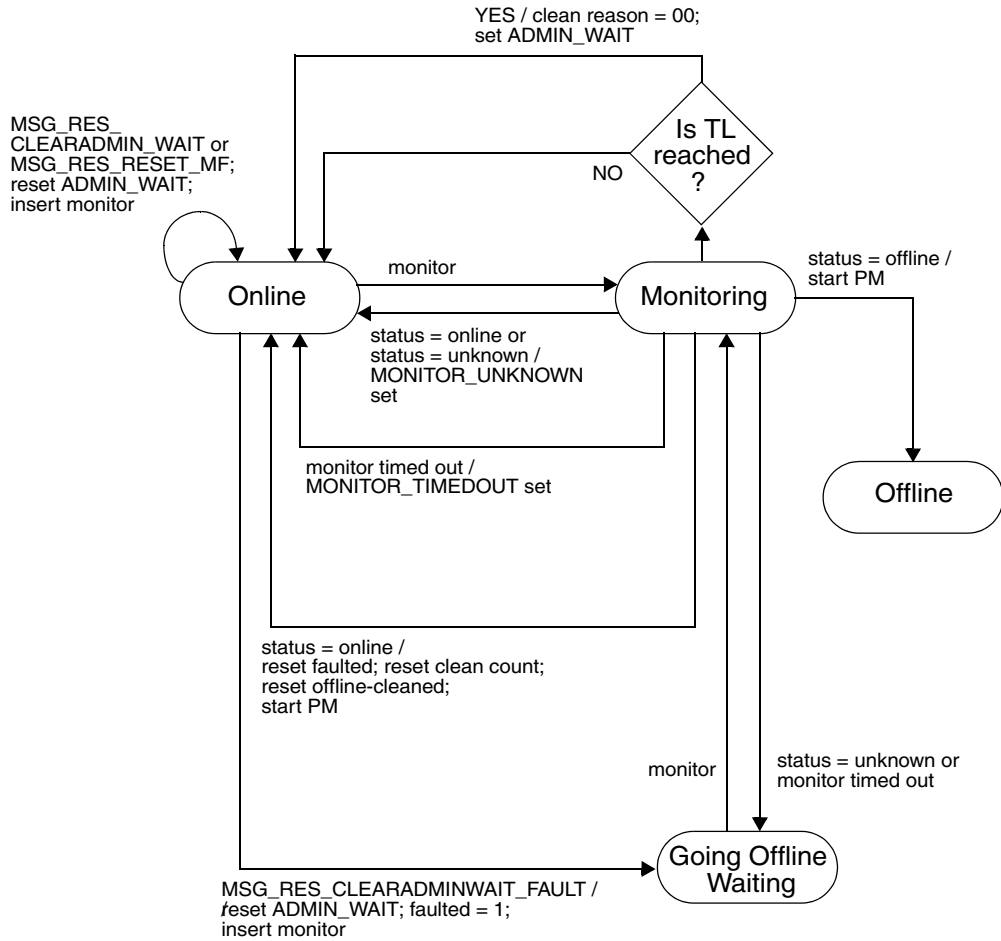 YES / clean reason = 00;
set ADMIN_WAIT
MSG_RES_
CLEARADMIN_WAIT or
MSG_RES_RESET_MF;
reset ADMIN_WAIT;
insert monitor
Is TL
reached
?
NO
status = offline /
start PM
monitor
Online
Monitoring
status = online or
status = unknown /
MONITOR_UNKNOWN
set
monitor timed out /
MONITOR_TIMEDOUT set
Offline
status = online /
reset faulted; reset clean count;
reset offline-cleaned;
start PM
monitor
status = unknown or
monitor timed out
Going Offline
Waiting
MSG_RES_CLEARADMINWAIT_FAULT /
/reset ADMIN_WAIT; faulted = 1;
insert monitor